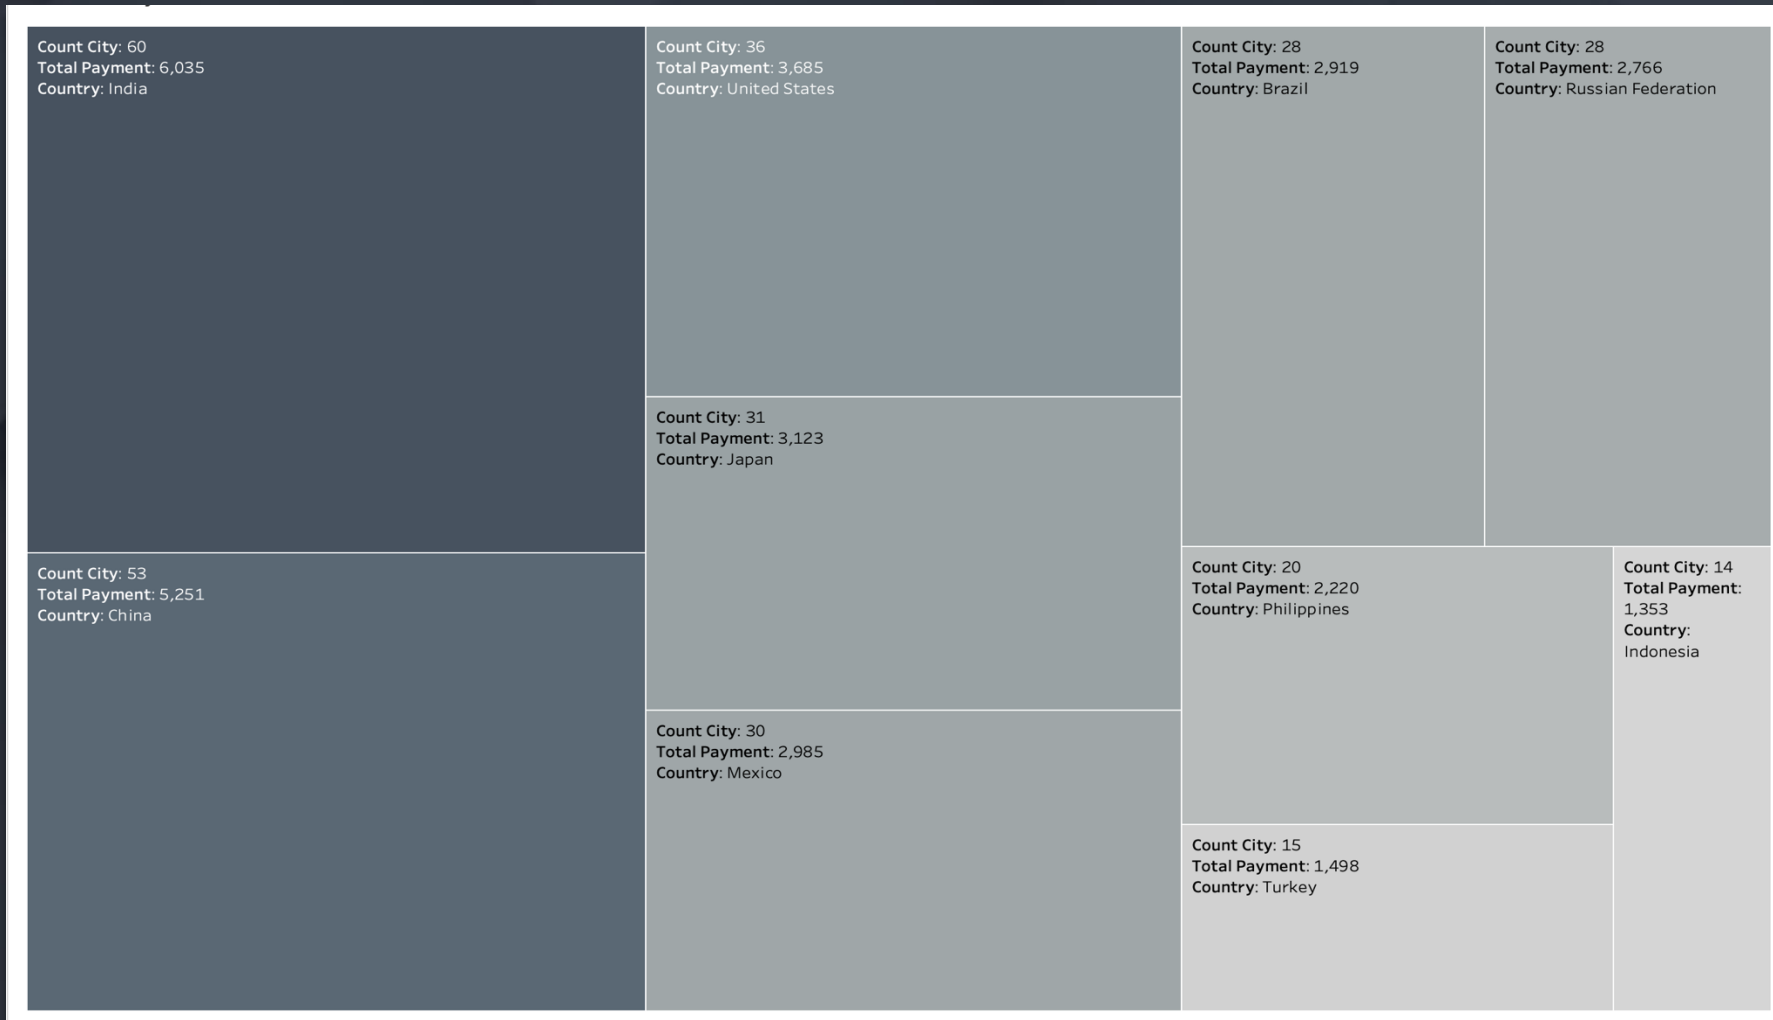 Count City: 60
Total Payment: 6,035
Country: India
Count City: 53
Total Payment: 5,251
Country: China
Count City: 36
Total Payment: 3,685
Country: United States
Count City: 31
Total Payment: 3,123
Country: Japan
Count City: 30
Total Payment: 2,985
Country: Mexico
Count City: 28
Total Payment: 2,919
Country: Brazil
Count City: 28
Total Payment: 2,766
Country: Russian Federation
Count City: 20
Total Payment: 2,220
Country: Philippines
Count City: 15
Total Payment: 1,498
Country: Turkey
Count City: 14
Total Payment:
1,353
Country:
Indonesia